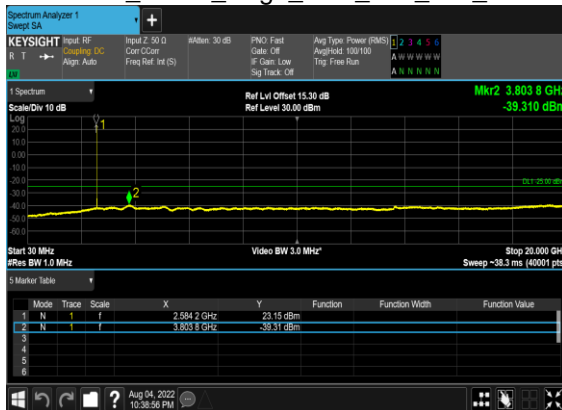 Spectrum Analyzer 1
Swept SA
+
KEYSIGHT Input: RF Input Z: 50 Ω #Atten: 30 dB PNO: Fast Avg Type: Power (RMS) 1 2 3 4 5 6
R T Coupling: DC Corr CCorr Gate: Off Avg|Hold: 100/100 A W W W W W
Align: Auto Freq Ref: Int (S) IF Gain: Low Trig: Free Run
Sig Track: Off A N N N N N
1 Spectrum Ref Lvl Offset 15.30 dB Mkr2 3.803 8 GHz
Scale/Div 10 dB Ref Level 30.00 dBm -39.310 dBm
Log
20.0
10.0
0.00
-10.0
-20.0
-30.0
-40.0
-50.0
-60.0
1
2
Start 30 MHz Video BW 3.0 MHz* Stop 20.000 GH
#Res BW 1.0 MHz Sweep ~38.3 ms (40001 pts
5 Marker Table
Mode Trace Scale X Y Function Function Width Function Value
1 N 1 f 2.584 2 GHz 23.15 dBm
2 N 1 f 3.803 8 GHz -39.31 dBm
3
4
5
6
? Aug 04, 2022
10:38:56 PM